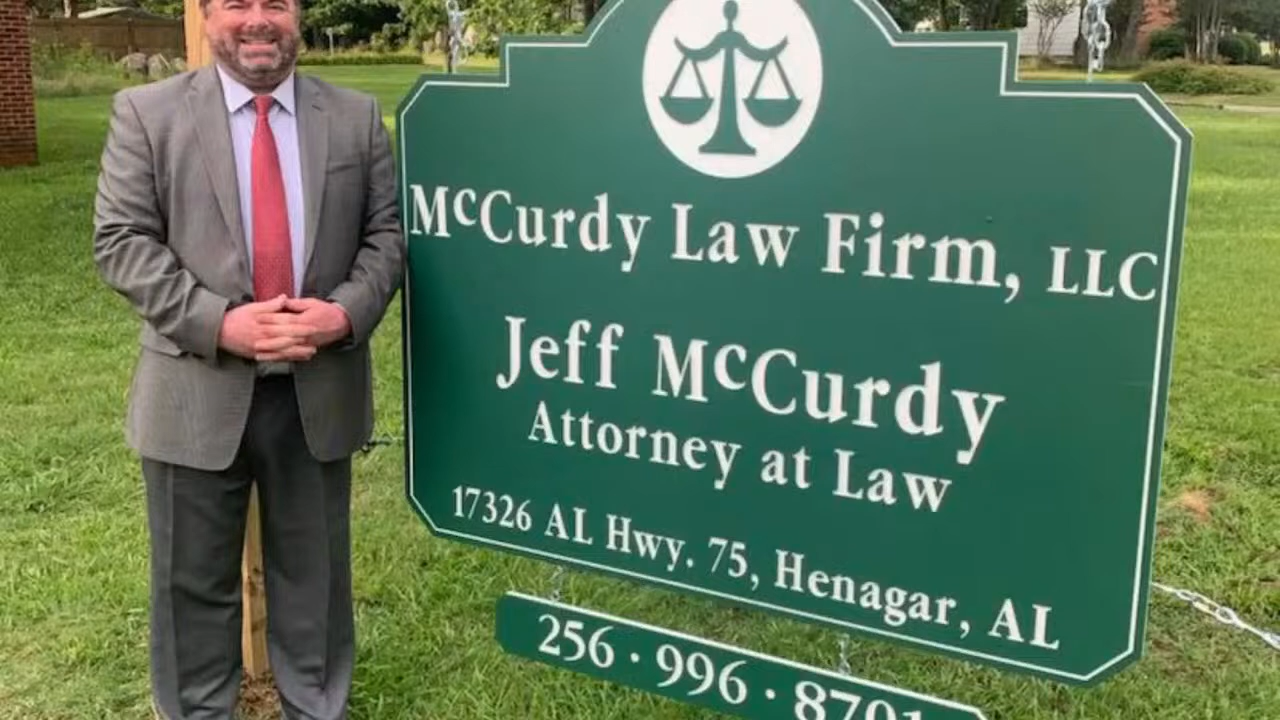 McCurdy Law Firm, LLC
Jeff McCurdy
Attorney at Law
17326 AL Hwy. 75, Henagar, AL
256 · 996 ·